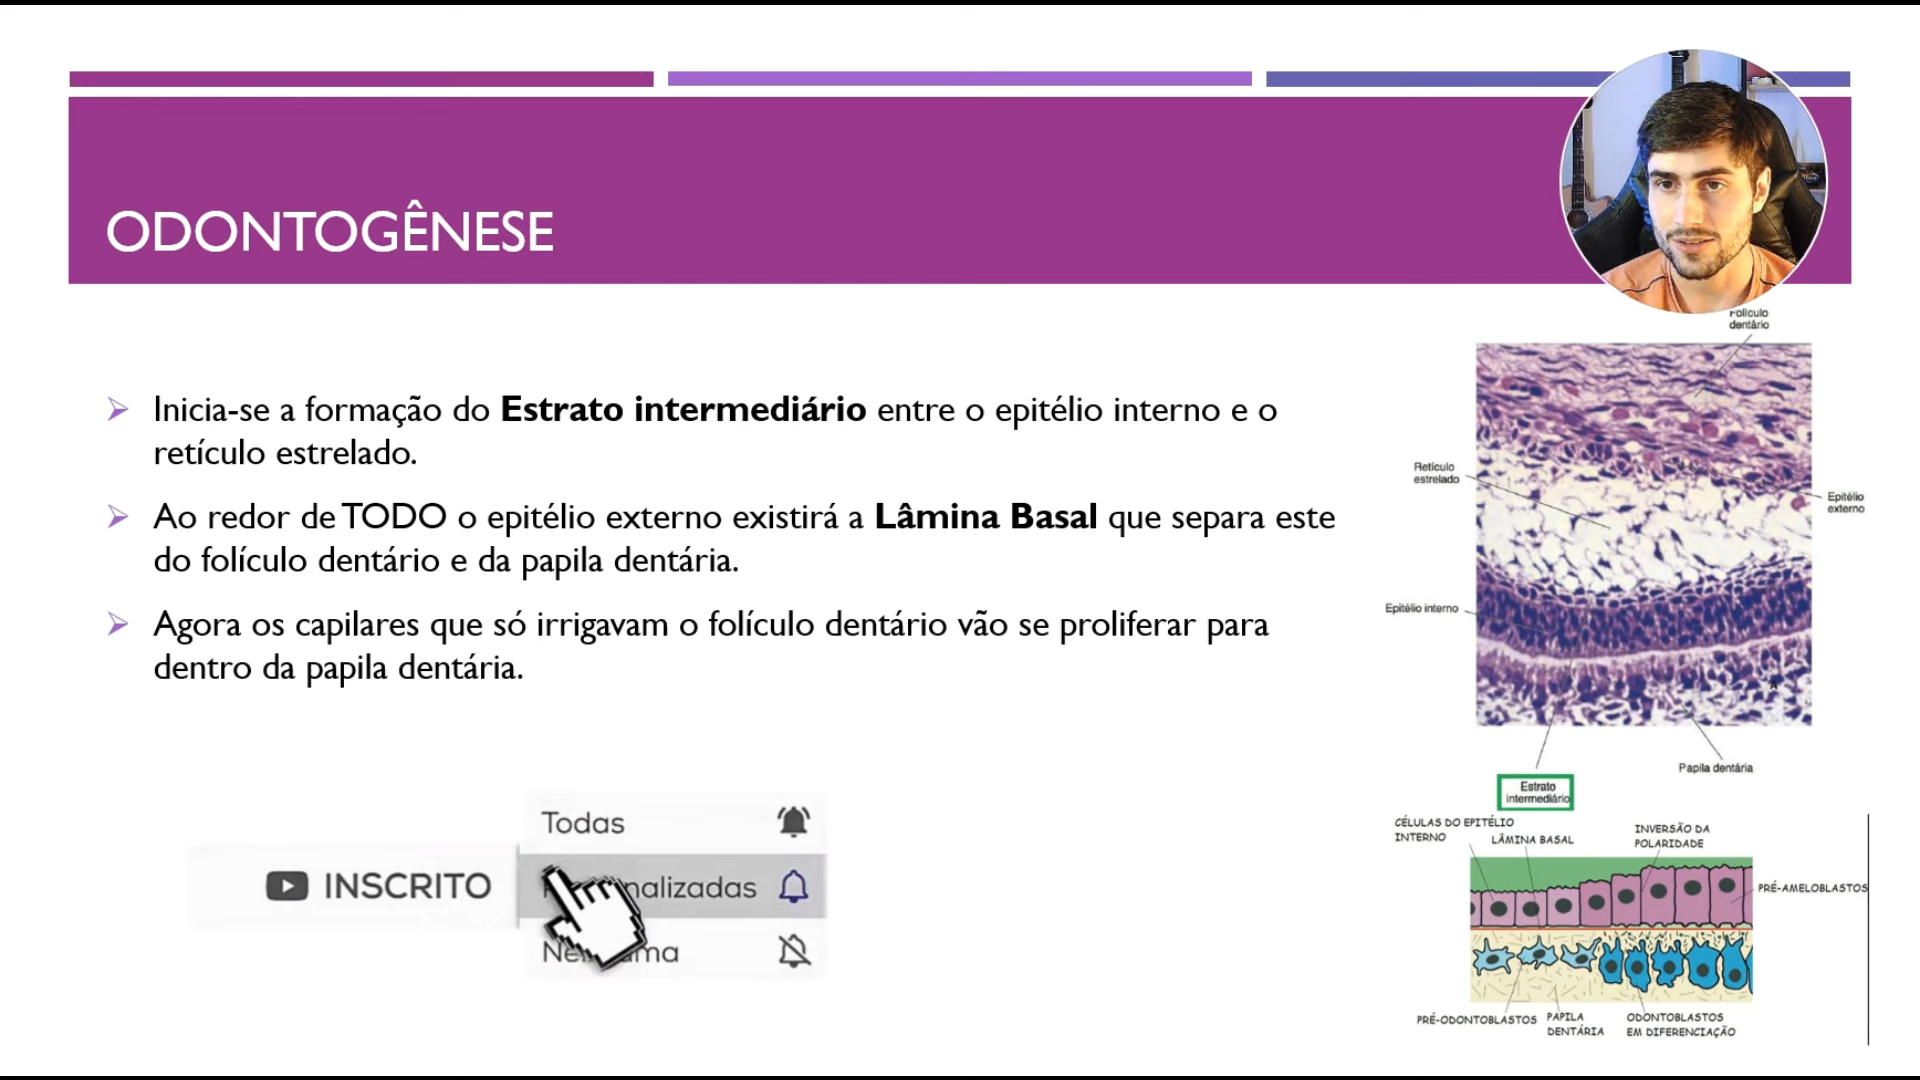 ODONTOGÊNESE
Inicia-se a formação do Estrato intermediário entre o epitélio interno e o
retículo estrelado.
Ao redor de TODO o epitélio externo existirá a Lâmina Basal que separa este
do folículo dentário e da papila dentária.
Agora os capilares que só irrigavam o folículo dentário vão se proliferar para
dentro da papila dentária.
Folículo
dentário
Retículo
estrelado
Epitélio
externo
Epitélio interno
A
Papila dentária
Estrato
intermediário
CÉLULAS DO EPITÉLIO
INTERNO
LÂMINA BASAL
INVERSÃO DA
POLARIDADE
PRÉ-AMELOBLASTOS
PRÉ-ODONTOBLASTOS
PAPILA
DENTÁRIA
ODONTOBLASTOS
EM DIFERENCIAÇÃO
INSCRITO
Todas